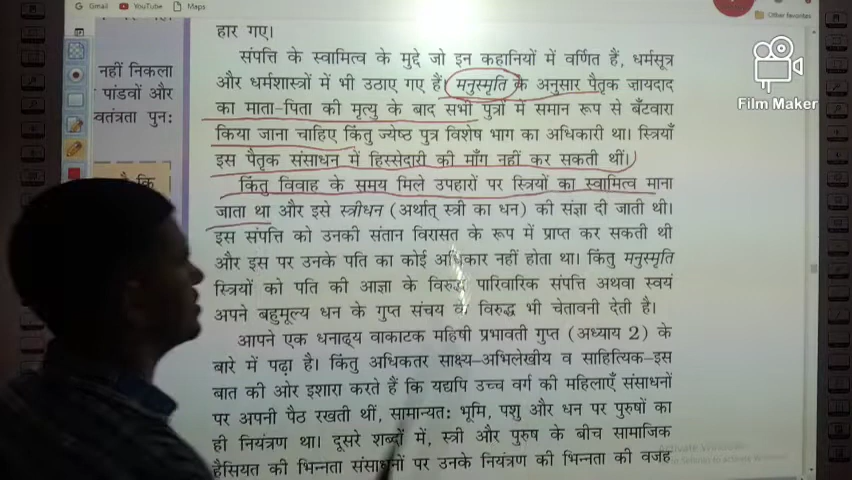 Gmail
YouTube
Maps
Other favorites
Film Maker
नहीं निकला
पांडवों और
वतंत्रता पुन:
है कि
हार गए।
संपत्ति के स्वामित्व के मुद्दे जो इन कहानियों में वर्णित हैं, धर्मसूत्र
और धर्मशास्त्रों में भी उठाए गए हैं। मनुस्मृति के अनुसार पैतृक जायदाद
का माता-पिता की मृत्यु के बाद सभी पुत्रों में समान रूप से बँटवारा
किया जाना चाहिए किंतु ज्येष्ठ पुत्र विशेष भाग का अधिकारी था। स्त्रियाँ
इस पैतृक संसाधन में हिस्सेदारी की माँग नहीं कर सकती थीं।
किंतु विवाह के समय मिले उपहारों पर स्त्रियों का स्वामित्व माना
जाता था और इसे स्त्रीधन (अर्थात् स्त्री का धन) की संज्ञा दी जाती थी।
इस संपत्ति को उनकी संतान विरासत के रूप में प्राप्त कर सकती थी
और इस पर उनके पति का कोई अधिकार नहीं होता था। किंतु मनुस्मृति
स्त्रियों को पति की आज्ञा के विरुद्ध पारिवारिक संपत्ति अथवा स्वयं
अपने बहुमूल्य धन के गुप्त संचय के विरुद्ध भी चेतावनी देती है।
आपने एक धनाढ्य वाकाटक महिषी प्रभावती गुप्त (अध्याय 2) के
बारे में पढ़ा है। किंतु अधिकतर साक्ष्य–अभिलेखीय व साहित्यिक–इस
बात की ओर इशारा करते हैं कि यद्यपि उच्च वर्ग की महिलाएँ संसाधनों
पर अपनी पैठ रखती थीं, सामान्यत: भूमि, पशु और धन पर पुरुषों का
ही नियंत्रण था। दूसरे शब्दों में, स्त्री और पुरुष के बीच सामाजिक
हैसियत की भिन्नता संसाधनों पर उनके नियंत्रण की भिन्नता की वजह